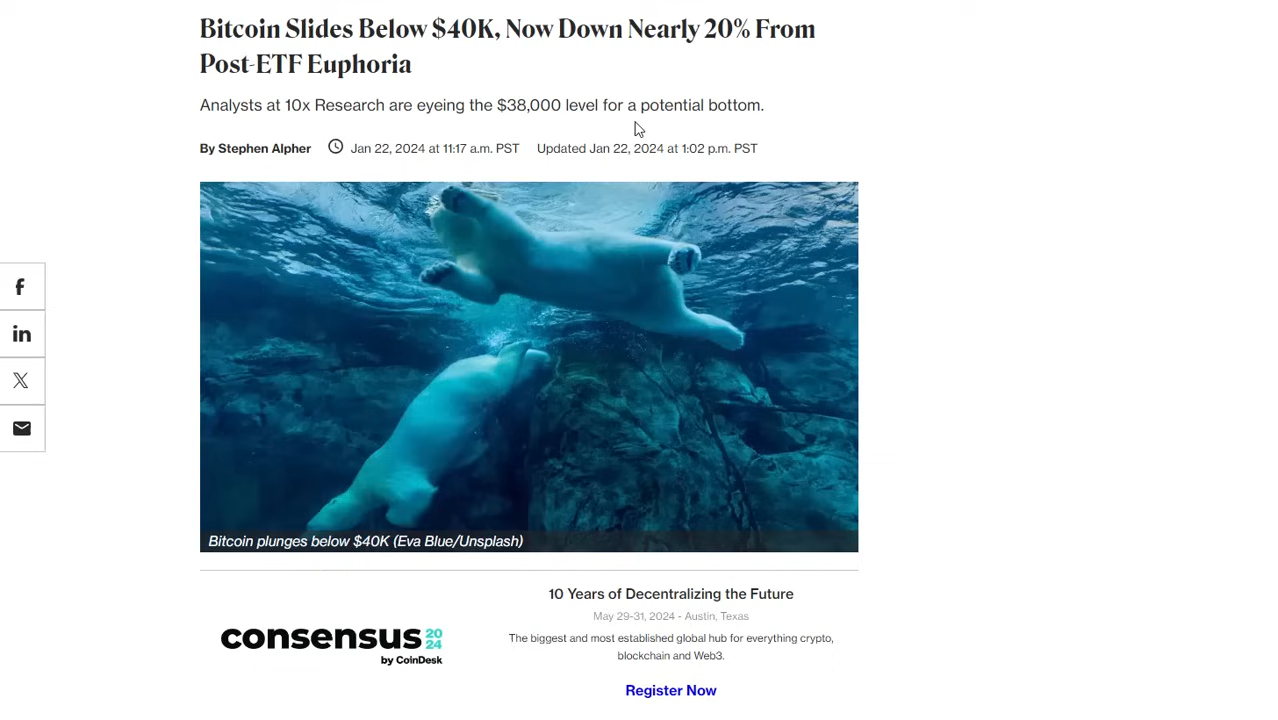 Bitcoin Slides Below $40K, Now Down Nearly 20% From
Post-ETF Euphoria
Analysts at 10x Research are eyeing the $38,000 level for a potential bottom.
By Stephen Alpher Jan 22, 2024 at 11:17 a.m. PST Updated Jan 22, 2024 at 1:02 p.m. PST
f
in
X
Bitcoin plunges below $40K (Eva Blue/Unsplash)
consensus 2024
by CoinDesk
10 Years of Decentralizing the Future
May 29-31, 2024 - Austin, Texas
The biggest and most established global hub for everything crypto,
blockchain and Web3.
Register Now